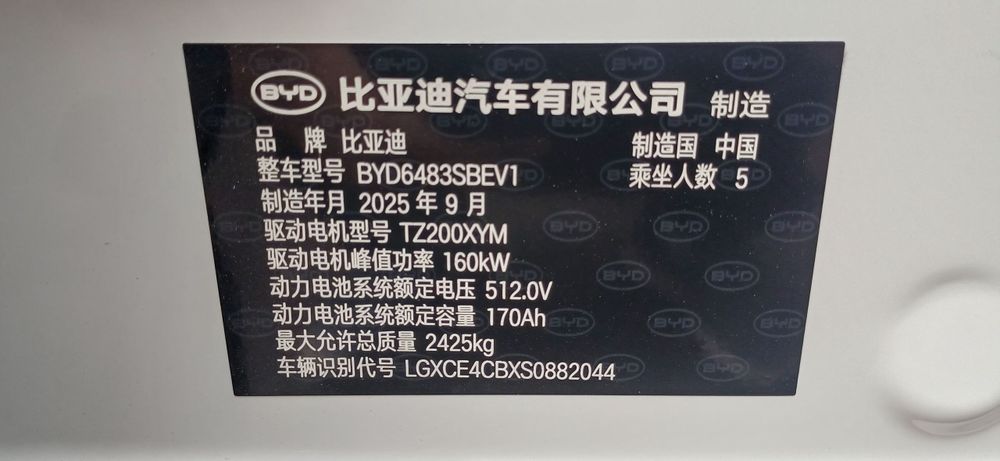 BYD 比亚迪汽车有限公司 制造
品牌 比亚迪 制造国 中国
整车型号 BYD6483SBEV1 乘坐人数 5
制造年月 2025 年 9 月
驱动电机型号 TZ200XYM
驱动电机峰值功率 160kW
动力电池系统额定电压 512.0V
动力电池系统额定容量 170Ah
最大允许总质量 2425kg
车辆识别代号 LGXCE4CBXS0882044